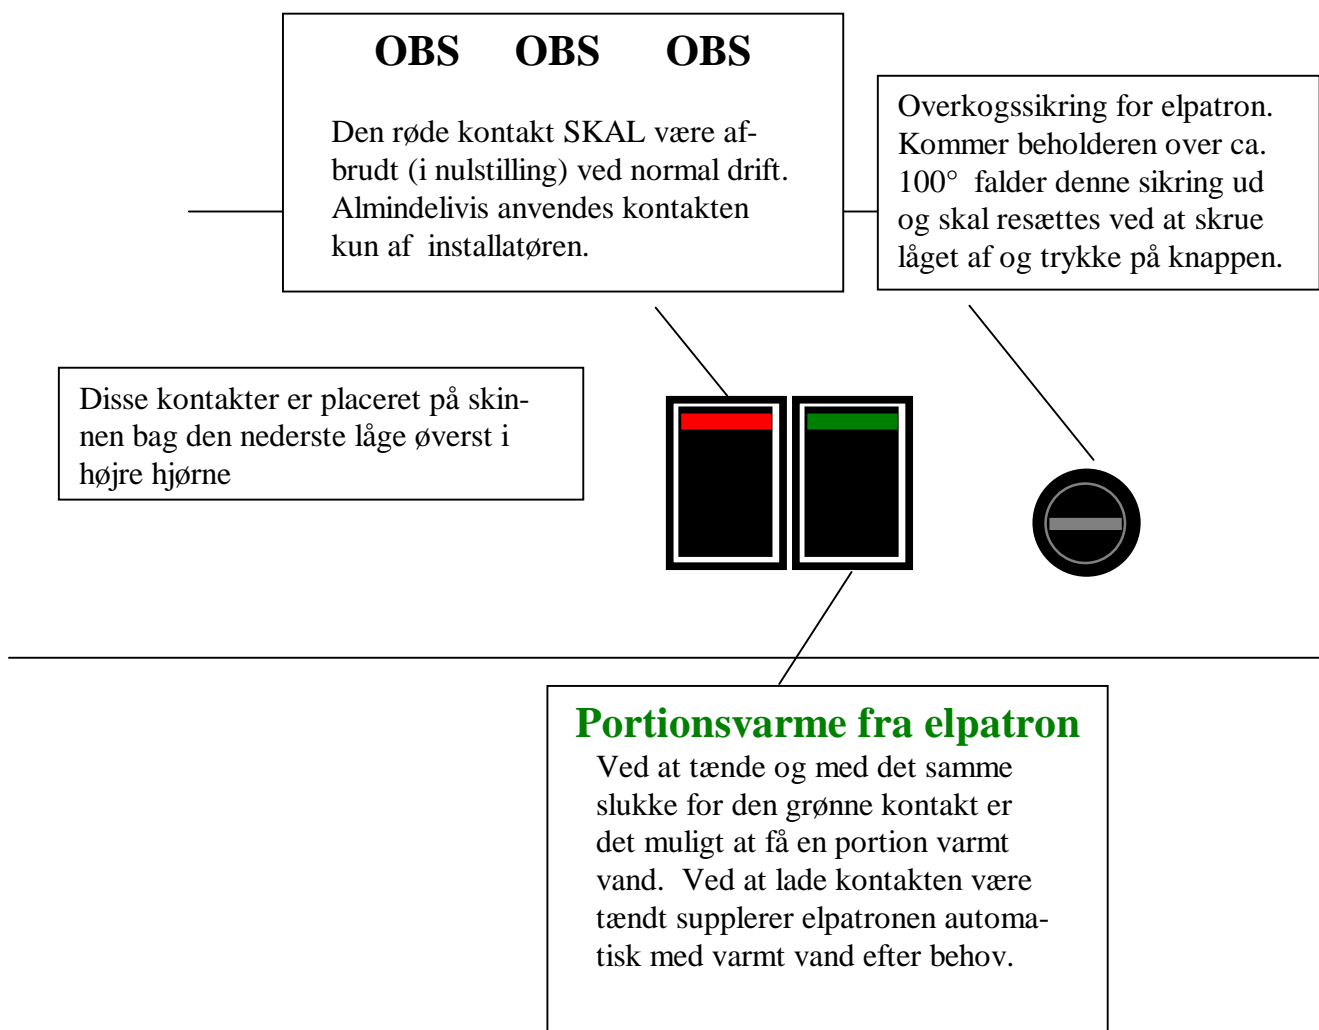 OBS OBS OBS
Den røde kontakt SKAL være af-
brudt (i nulstilling) ved normal drift.
Almindelivis anvendes kontakten
kun af installatøren.
Overkogssikring for elpatron.
Kommer beholderen over ca.
100° falder denne sikring ud
og skal resættes ved at skrue
låget af og trykke på knappen.
Disse kontakter er placeret på skin-
nen bag den nederste låge øverst i
højre hjørne
Portionsvarme fra elpatron
Ved at tænde og med det samme
slukke for den grønne kontakt er
det muligt at få en portion varmt
vand. Ved at lade kontakten være
tændt supplerer elpatronen automa-
tisk med varmt vand efter behov.